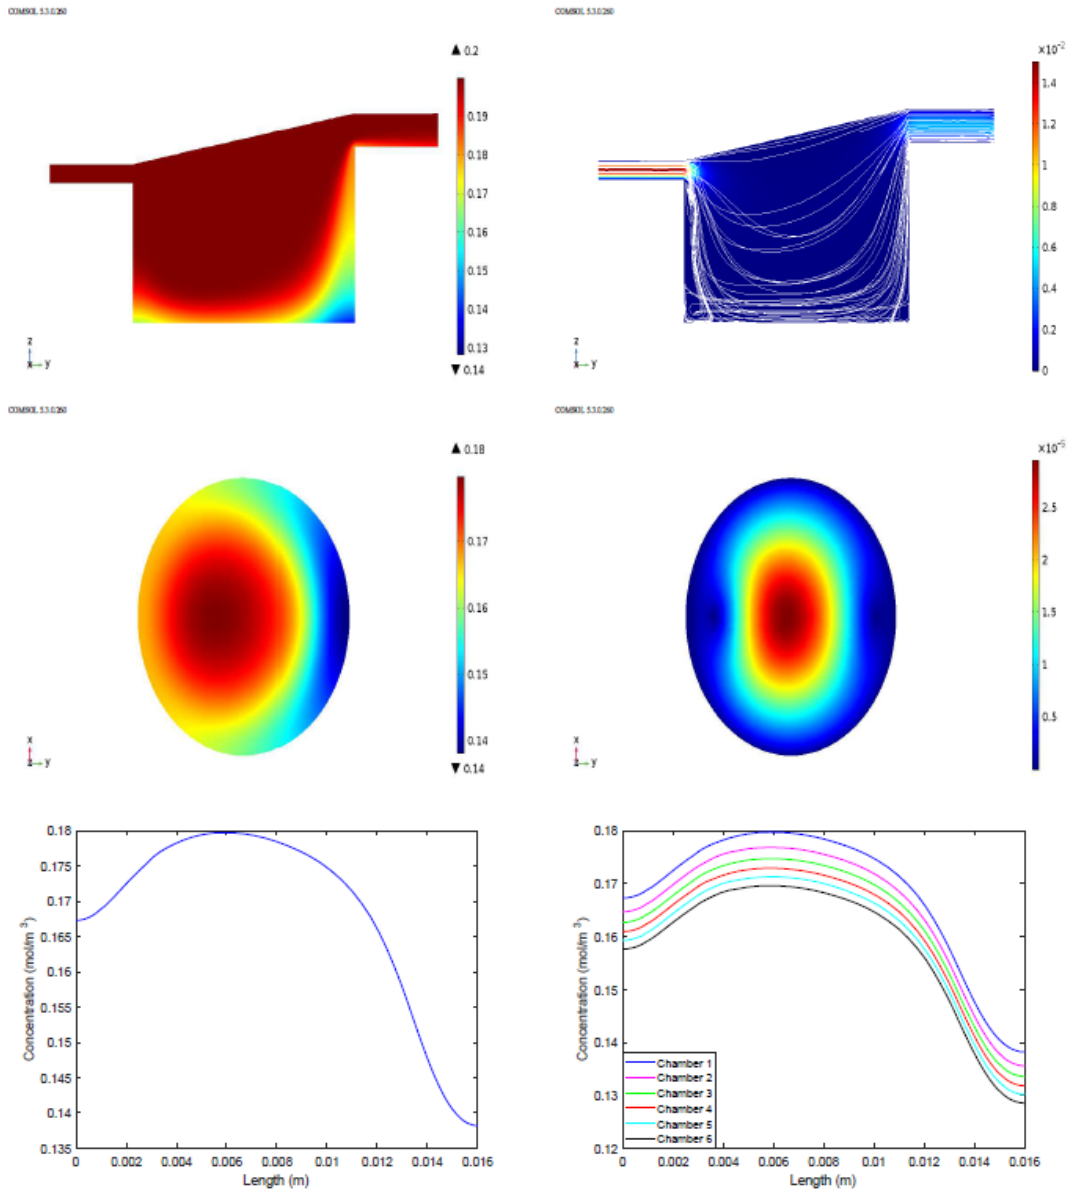 COMSOL 5.3.0.260
▲ 0.2
0.19
0.18
0.17
0.16
0.15
0.14
0.13
▼ 0.14
z
x y
COMSOL 5.3.0.260
×10⁻²
1.4
1.2
1
0.8
0.6
0.4
0.2
0
z
x y
COMSOL 5.3.0.260
▲ 0.18
0.17
0.16
0.15
0.14
▼ 0.14
x
z y
COMSOL 5.3.0.260
2.5
2
1.5
1
0.5
x
z y
0.18
0.175
0.17
0.165
0.16
0.155
0.15
0.145
0.14
0.135
Concentration (mol/m³)
0 0.002 0.004 0.006 0.008 0.01 0.012 0.014 0.016
Length (m)
0.18
0.17
0.16
0.15
0.14
0.13
0.12
Concentration (mol/m³)
Chamber 1
Chamber 2
Chamber 3
Chamber 4
Chamber 5
Chamber 6
0 0.002 0.004 0.006 0.008 0.01 0.012 0.014 0.016
Length (m)